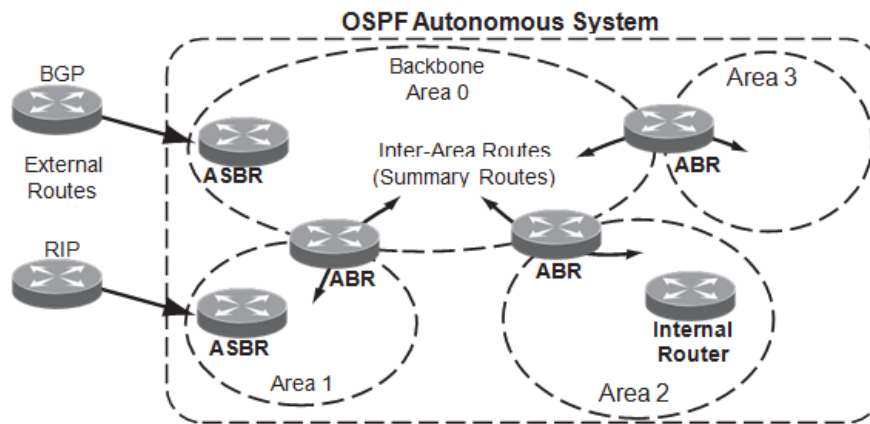 OSPF Autonomous System
BGP
Backbone
Area 0
Area 3
External
Routes
ASBR
Inter-Area Routes
(Summary Routes)
ABR
RIP
ABR
ABR
ASBR
Internal
Router
Area 1
Area 2